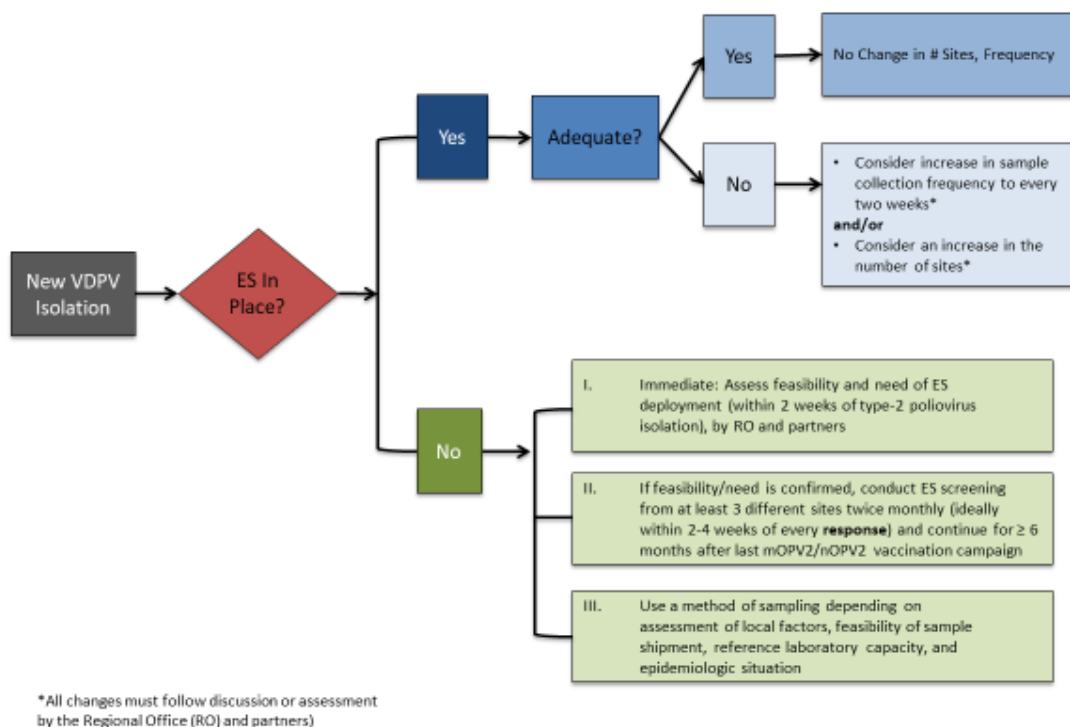 New VDPV
Isolation
ES In
Place?
Yes
Adequate?
Yes
No Change in # Sites, Frequency
No
• Consider increase in sample
collection frequency to every
two weeks*
and/or
• Consider an increase in the
number of sites*
No
I. Immediate: Assess feasibility and need of ES
deployment (within 2 weeks of type-2 poliovirus
isolation), by RO and partners
II. If feasibility/need is confirmed, conduct ES screening
from at least 3 different sites twice monthly (ideally
within 2-4 weeks of every response) and continue for ≥ 6
months after last mOPV2/nOPV2 vaccination campaign
III. Use a method of sampling depending on
assessment of local factors, feasibility of sample
shipment, reference laboratory capacity, and
epidemiologic situation
*All changes must follow discussion or assessment
by the Regional Office (RO) and partners)